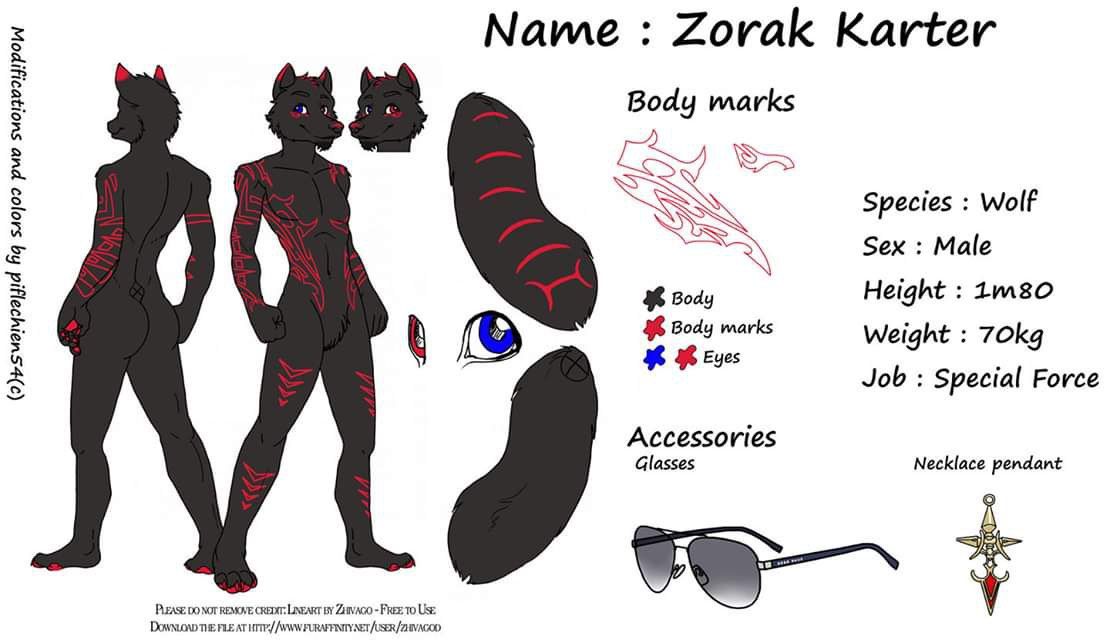 Name : Zorak Karter
Modifications and colors by piflechien54(c)
Body marks
Body
Body marks
Eyes
Species : Wolf
Sex : Male
Height : 1m80
Weight : 70kg
Job : Special Force
Accessories
Glasses
Necklace pendant
Please do not remove credit: Lineart by Zhivago - Free to Use
Download the file at http://www.furaffinity.net/user/zhivagod